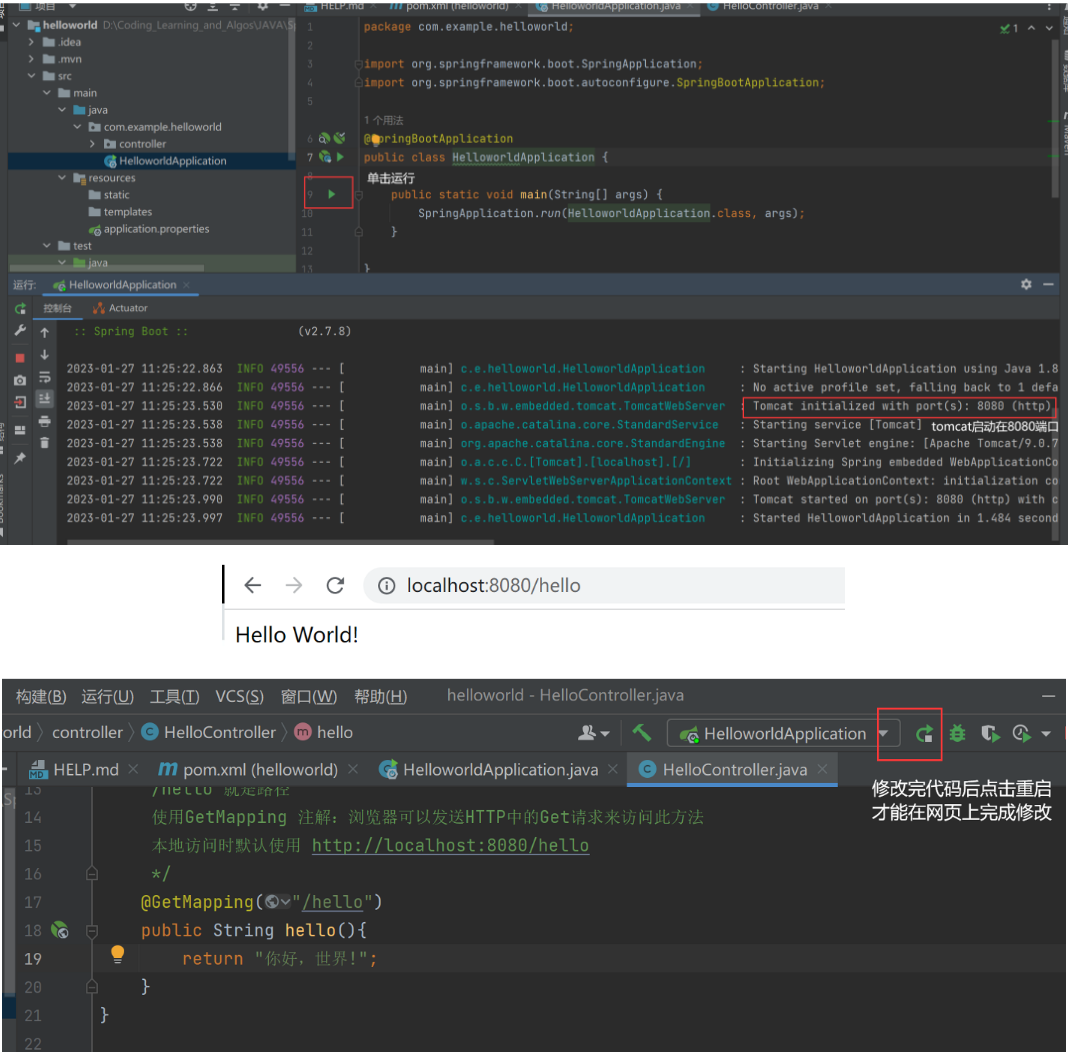 项目
HELP.md
pom.xml (helloworld)
HelloworldApplication.java
HelloController.java
helloworld D:\Coding_Learning_and_Algos\JAVA\S
.idea
.mvn
src
main
java
com.example.helloworld
controller
HelloworldApplication
resources
static
templates
application.properties
test
java
1 package com.example.helloworld;
2
3 import org.springframework.boot.SpringApplication;
4 import org.springframework.boot.autoconfigure.SpringBootApplication;
5
1 个用法
6 @SpringBootApplication
7 public class HelloworldApplication {
8
单击运行
9 public static void main(String[] args) {
10 SpringApplication.run(HelloworldApplication.class, args);
11 }
12
13 }
1
运行: HelloworldApplication
控制台 Actuator
:: Spring Boot :: (v2.7.8)
2023-01-27 11:25:22.863 INFO 49556 --- [ main] c.e.helloworld.HelloworldApplication : Starting HelloworldApplication using Java 1.8
2023-01-27 11:25:22.866 INFO 49556 --- [ main] c.e.helloworld.HelloworldApplication : No active profile set, falling back to 1 defa
2023-01-27 11:25:23.530 INFO 49556 --- [ main] o.s.b.w.embedded.tomcat.TomcatWebServer : Tomcat initialized with port(s): 8080 (http)
2023-01-27 11:25:23.538 INFO 49556 --- [ main] o.apache.catalina.core.StandardService : Starting service [Tomcat] tomcat启动在8080端口
2023-01-27 11:25:23.538 INFO 49556 --- [ main] org.apache.catalina.core.StandardEngine : Starting Servlet engine: [Apache Tomcat/9.0.7
2023-01-27 11:25:23.722 INFO 49556 --- [ main] o.a.c.c.C.[Tomcat].[localhost].[/] : Initializing Spring embedded WebApplicationCo
2023-01-27 11:25:23.722 INFO 49556 --- [ main] w.s.c.ServletWebServerApplicationContext : Root WebApplicationContext: initialization co
2023-01-27 11:25:23.990 INFO 49556 --- [ main] o.s.b.w.embedded.tomcat.TomcatWebServer : Tomcat started on port(s): 8080 (http) with c
2023-01-27 11:25:23.997 INFO 49556 --- [ main] c.e.helloworld.HelloworldApplication : Started HelloworldApplication in 1.484 second
localhost:8080/hello
Hello World!
构建(B) 运行(U) 工具(T) VCS(S) 窗口(W) 帮助(H) helloworld - HelloController.java
orld controller HelloController hello HelloworldApplication
HELP.md pom.xml (helloworld) HelloworldApplication.java HelloController.java
修改完代码后点击重启
才能在网页上完成修改
13 /hello 就是路径
14 使用GetMapping 注解: 浏览器可以发送HTTP中的Get请求来访问此方法
15 本地访问时默认使用 http://localhost:8080/hello
16 */
17 @GetMapping("/hello")
18 public String hello(){
19 return "你好, 世界!";
20 }
21 }
22